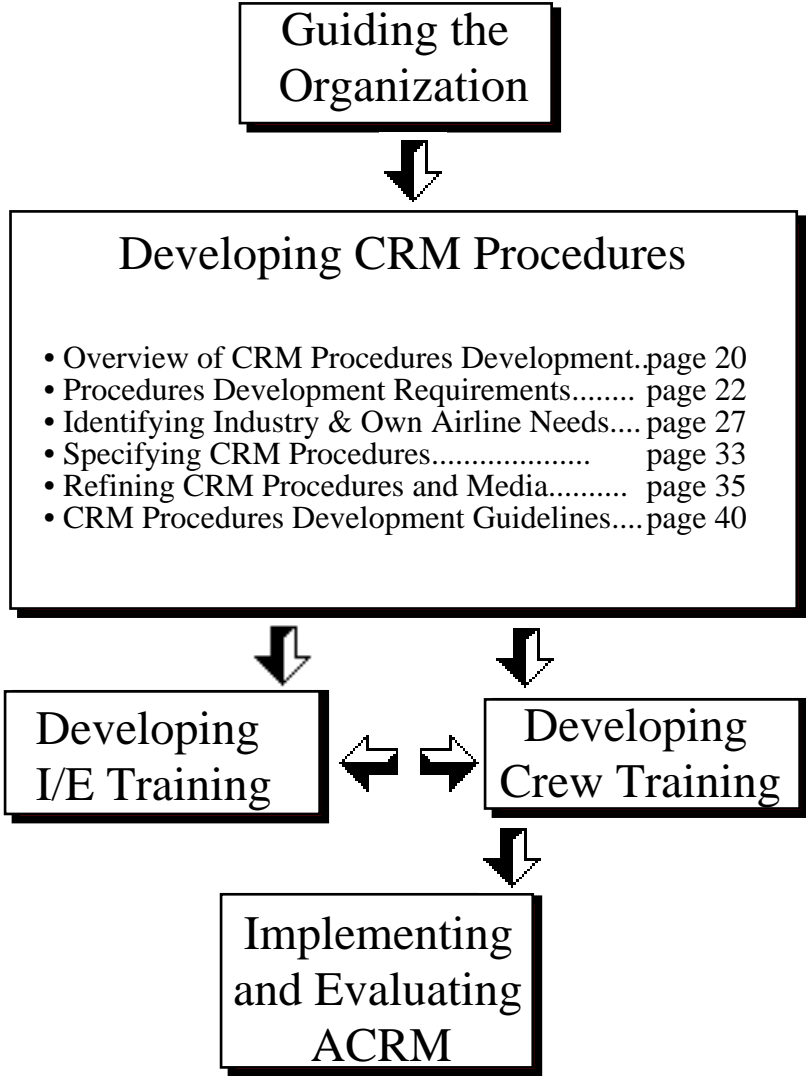 Guiding the
Organization
Developing CRM Procedures
• Overview of CRM Procedures Development..page 20
• Procedures Development Requirements........ page 22
• Identifying Industry & Own Airline Needs.... page 27
• Specifying CRM Procedures................... page 33
• Refining CRM Procedures and Media.......... page 35
• CRM Procedures Development Guidelines.... page 40
Developing
I/E Training
Developing
Crew Training
Implementing
and Evaluating
ACRM